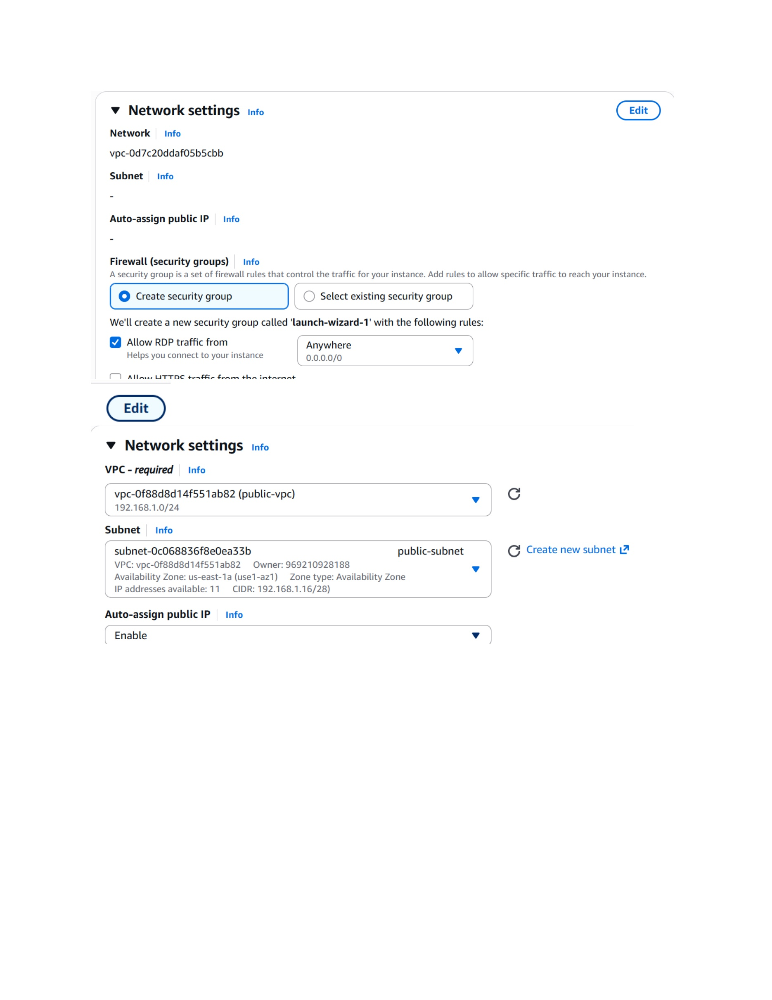 Network settings Info Edit
Network Info
vpc-0d7c20ddaf05b5cbb
Subnet Info
-
Auto-assign public IP Info
-
Firewall (security groups) Info
A security group is a set of firewall rules that control the traffic for your instance. Add rules to allow specific traffic to reach your instance.
Create security group Select existing security group
We'll create a new security group called 'launch-wizard-1' with the following rules:
Allow RDP traffic from Anywhere
Helps you connect to your instance 0.0.0.0/0
Allow HTTPS traffic from the internet
Edit
Network settings Info
VPC - required Info
vpc-0f88d8d14f551ab82 (public-vpc)
192.168.1.0/24
Subnet Info
subnet-0c068836f8e0ea33b public-subnet Create new subnet
VPC: vpc-0f88d8d14f551ab82 Owner: 969210928188
Availability Zone: us-east-1a (use1-az1) Zone type: Availability Zone
IP addresses available: 11 CIDR: 192.168.1.16/28)
Auto-assign public IP Info
Enable